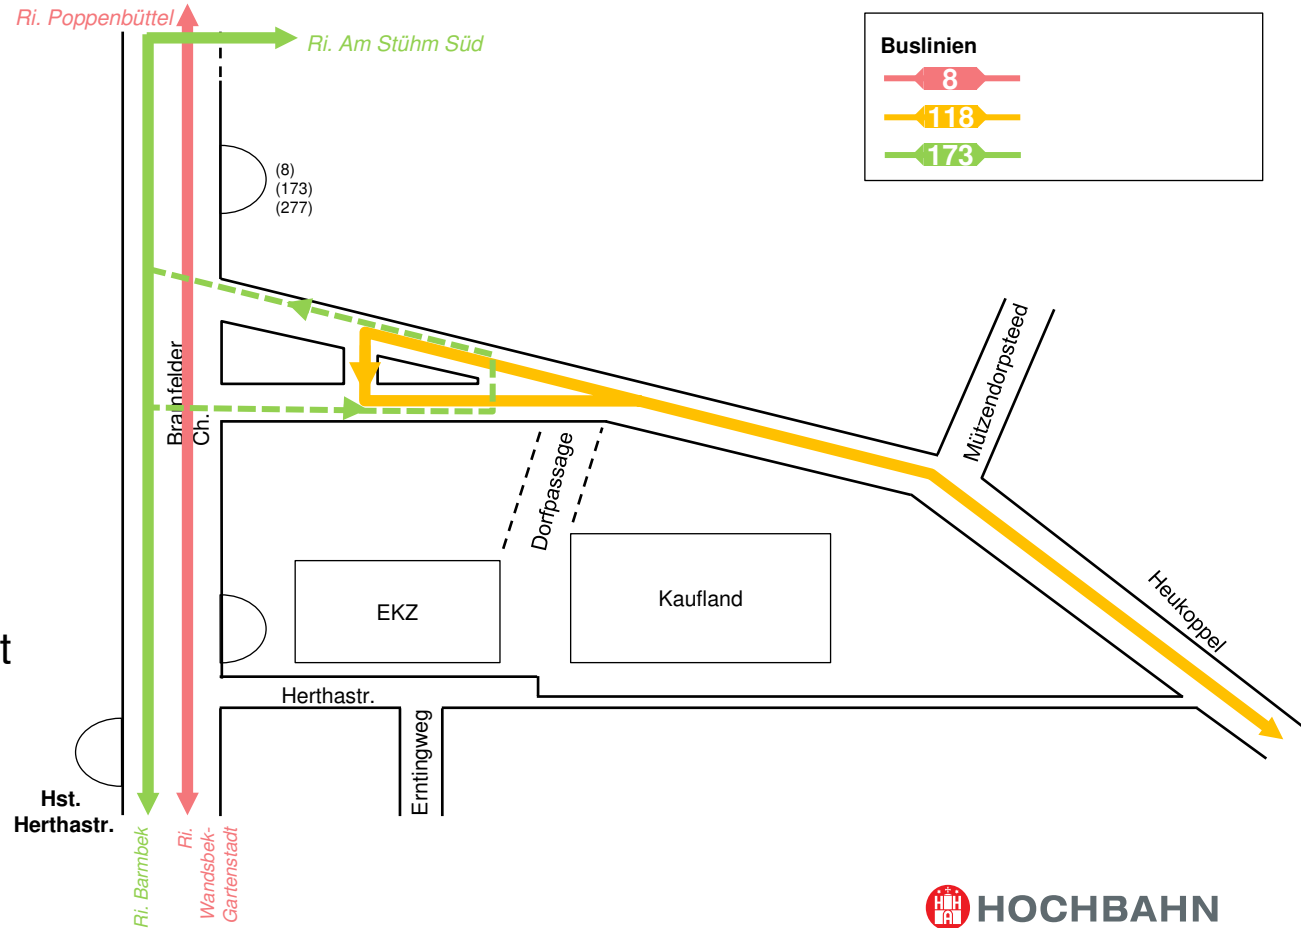 Ri. Poppenbüttel
Ri. Am Stühm Süd
Buslinien
8
118
173
(8)
(173)
(277)
Bramfelder
Ch.
Mützendorpsteed
Dorfpassage
Heukoppel
EKZ
Kaufland
t
Herthastr.
Erntingweg
Hst.
Herthastr.
Ri. Barmbek
Ri.
Wandsbek-
Gartenstadt
HOCHBAHN